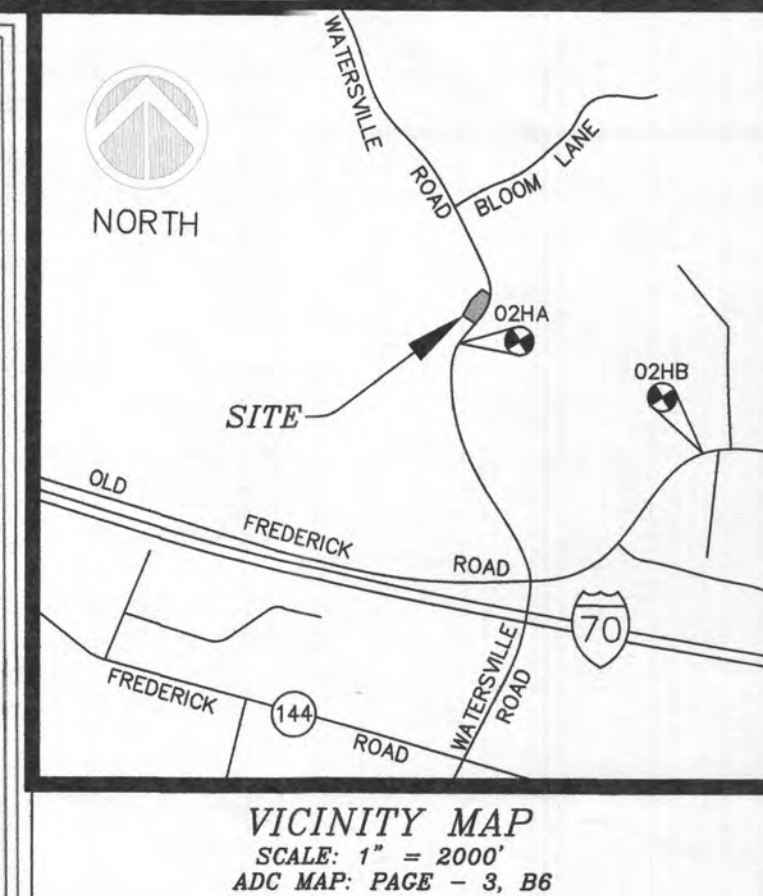 WATERSVILLE
ROAD
BLOOM
LANE
NORTH
02HA
02HB
SITE
OLD
FREDERICK
ROAD
70
WATERSVILLE
ROAD
FREDERICK
144
ROAD
VICINITY MAP
SCALE: 1" = 2000'
ADC MAP: PAGE - 3, B6